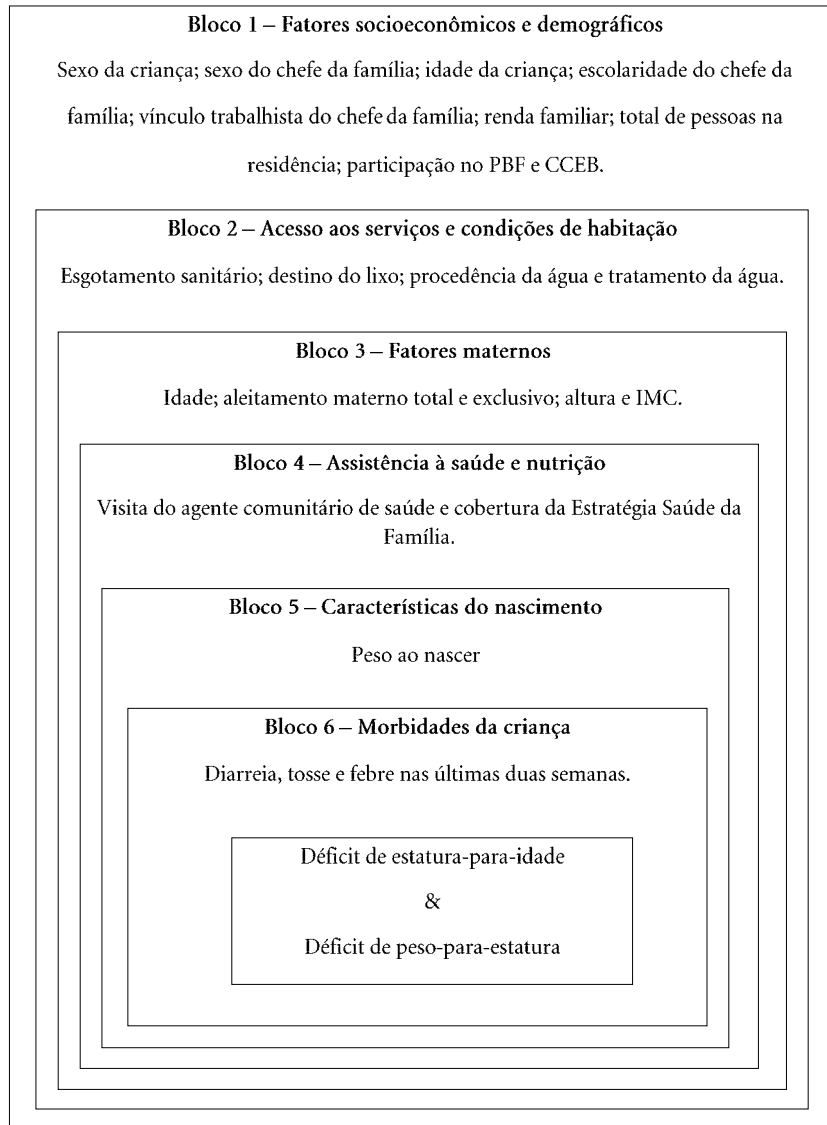 Bloco 1 – Fatores socioeconômicos e demográficos
Sexo da criança; sexo do chefe da família; idade da criança; escolaridade do chefe da
família; vínculo trabalhista do chefe da família; renda familiar; total de pessoas na
residência; participação no PBF e CCEB.
Bloco 2 – Acesso aos serviços e condições de habitação
Esgotamento sanitário; destino do lixo; procedência da água e tratamento da água.
Bloco 3 – Fatores maternos
Idade; aleitamento materno total e exclusivo; altura e IMC.
Bloco 4 – Assistência à saúde e nutrição
Visita do agente comunitário de saúde e cobertura da Estratégia Saúde da
Família.
Bloco 5 – Características do nascimento
Peso ao nascer
Bloco 6 – Morbidades da criança
Diarreia, tosse e febre nas últimas duas semanas.
Déficit de estatura-para-idade
&
Déficit de peso-para-estatura